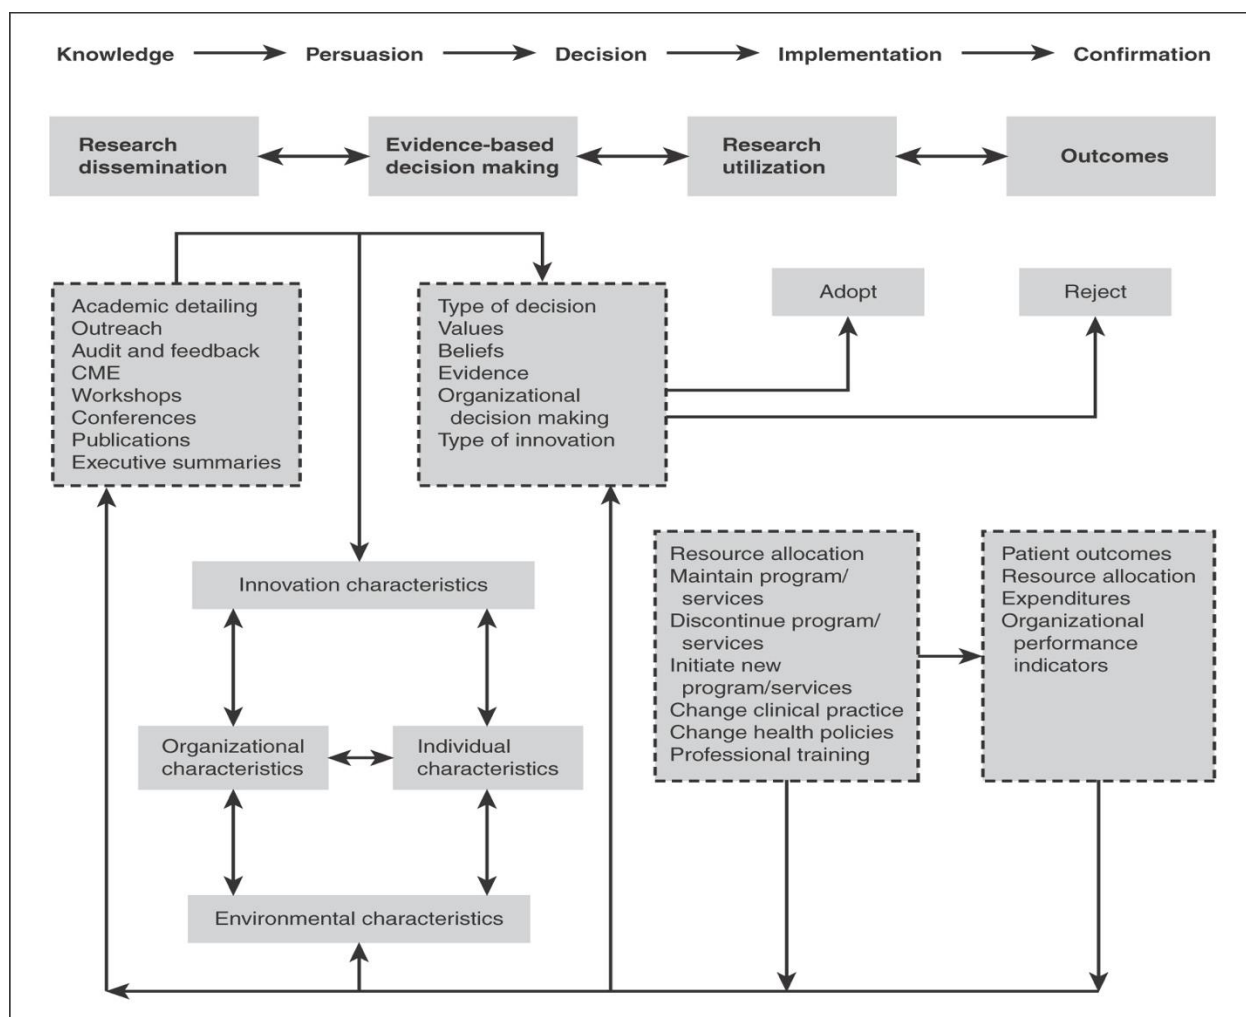 Knowledge Persuasion Decision Implementation Confirmation
Research
dissemination
Evidence-based
decision making
Research
utilization
Outcomes
Academic detailing
Outreach
Audit and feedback
CME
Workshops
Conferences
Publications
Executive summaries
Type of decision
Values
Beliefs
Evidence
Organizational
decision making
Type of innovation
Adopt
Reject
Innovation characteristics
Organizational
characteristics
Individual
characteristics
Environmental characteristics
Resource allocation
Maintain program/
services
Discontinue program/
services
Initiate new
program/services
Change clinical practice
Change health policies
Professional training
Patient outcomes
Resource allocation
Expenditures
Organizational
performance
indicators